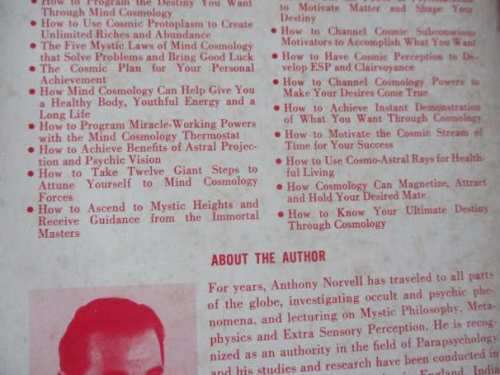 How to Program the Destiny You Want
Through Mind Cosmology
How to Use Cosmic Protoplasm to Create
Unlimited Riches and Abundance
The Five Mystic Laws of Mind Cosmology
that Solve Problems and Bring Good Luck
The Cosmic Plan for Your Personal
Achievement
How Mind Cosmology Can Help Give You
a Healthy Body, Youthful Energy and a
Long Life
How to Program Miracle-Working Powers
with the Mind Cosmology Thermostat
How to Achieve Benefits of Astral Projec-
tion and Psychic Vision
How to Take Twelve Giant Steps to
Attune Yourself to Mind Cosmology
Forces
How to Ascend to Mystic Heights and
Receive Guidance from the Immortal
Masters
to Motivate Matter and Shape Your
Destiny
How to Channel Cosmic Subconscious
Motivators to Accomplish What You Want
How to Have Cosmic Perception to De-
velop ESP and Clairvoyance
How to Channel Cosmology Powers to
Make Your Desires Come True
How to Achieve Instant Demonstration
of What You Want Through Cosmology
How to Motivate the Cosmic Stream of
Time for Your Success
How to Use Cosmo-Astral Rays for Health-
ful Living
How Cosmology Can Magnetize, Attract
and Hold Your Desired Mate
How to Know Your Ultimate Destiny
Through Cosmology
ABOUT THE AUTHOR
For years, Anthony Norvell has traveled to all parts
of the globe, investigating occult and psychic phe-
nomena, and lecturing on Mystic Philosophy, Meta-
physics and Extra Sensory Perception. He is recog-
nized as an authority in the field of Parapsychology
and his studies and research have been conducted in
England, India